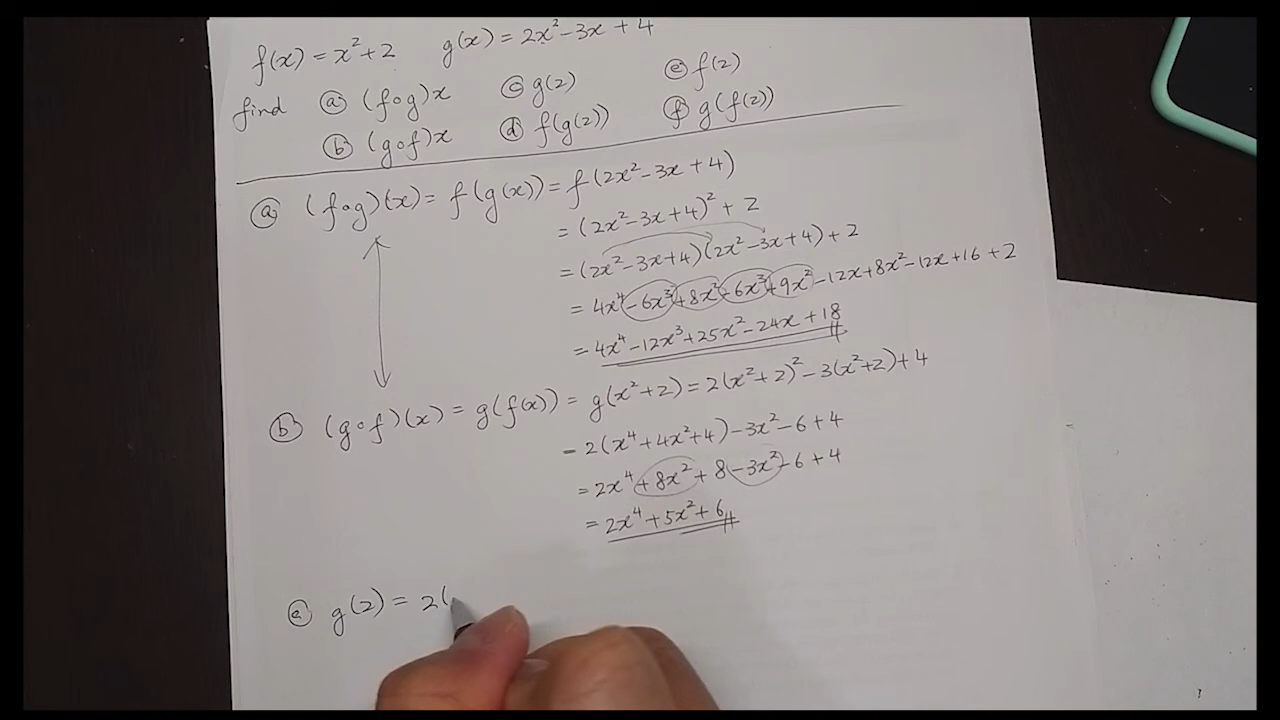 f(x) = x²+2 g(x) = 2x²-3x+4
find ⓐ (f∘g)x ⓒ g(2) ⓔ f(2)
ⓑ (g∘f)x ⓓ f(g(2)) ⓕ g(f(2))
ⓐ (f∘g)(x) = f(g(x)) = f(2x²-3x+4)
= (2x²-3x+4)² + 2
= (2x²-3x+4)(2x²-3x+4)+2
= 4x⁴-6x³+8x²-6x³+9x²-12x+8x²-12x+16+2
= 4x⁴-12x³+25x²-24x+18
ⓑ (g∘f)(x) = g(f(x)) = g(x²+2) = 2(x²+2)²-3(x²+2)+4
= 2(x⁴+4x²+4)-3x²-6+4
= 2x⁴+8x²+8-3x²-6+4
= 2x⁴+5x²+6
ⓒ g(2) = 2(